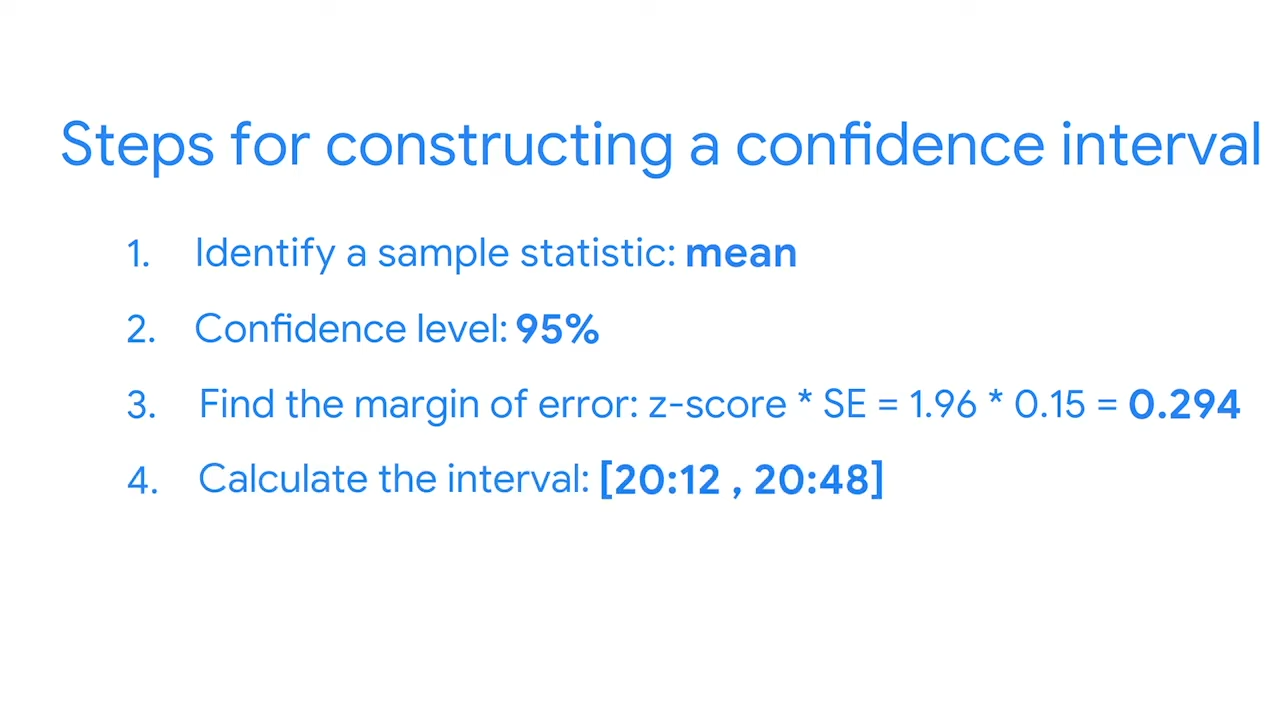 Steps for constructing a confidence interval
1. Identify a sample statistic: mean
2. Confidence level: 95%
3. Find the margin of error: z-score * SE = 1.96 * 0.15 = 0.294
4. Calculate the interval: [20:12 , 20:48]